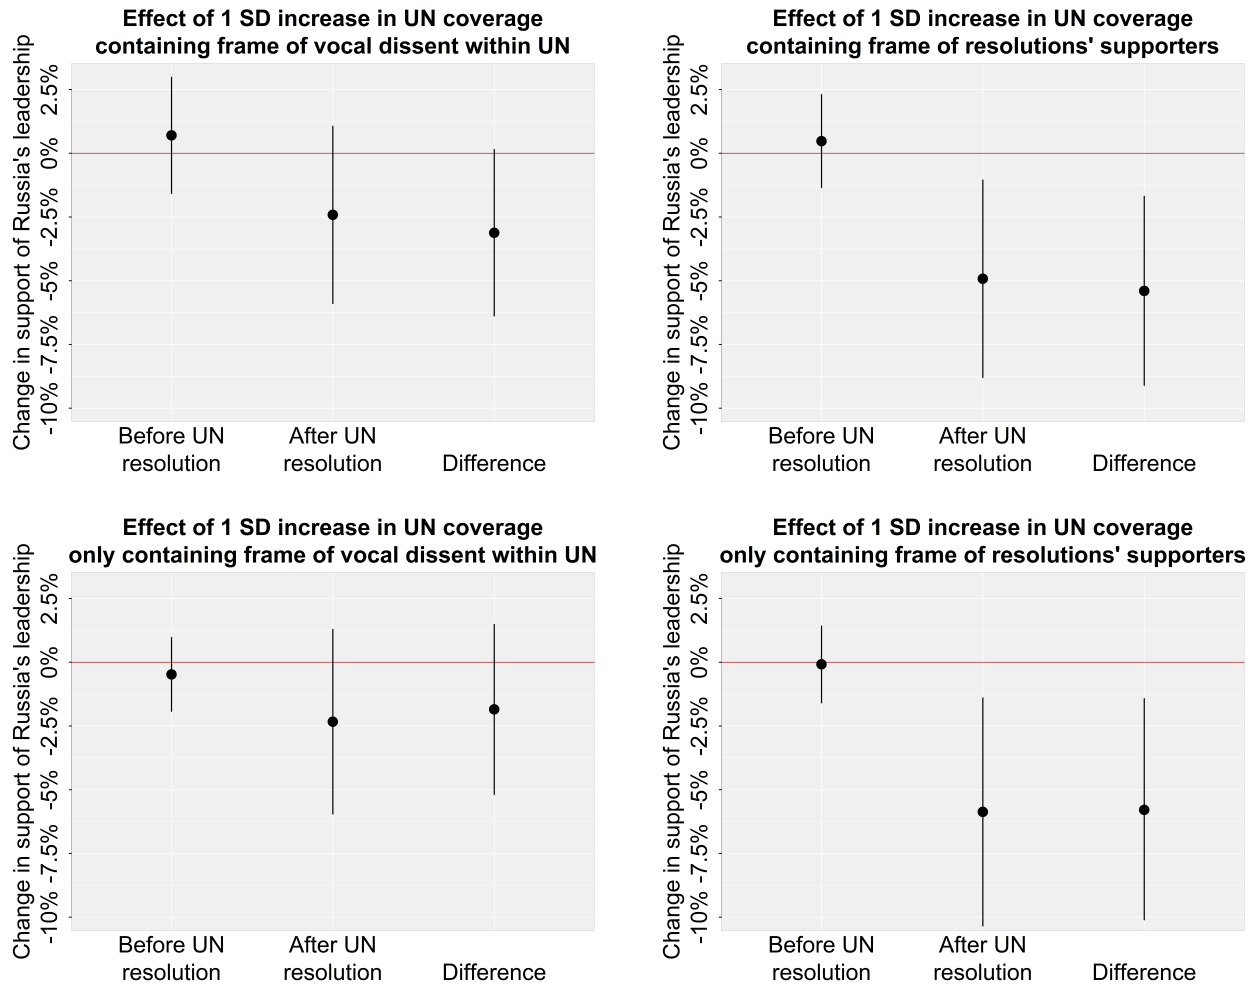 Effect of 1 SD increase in UN coverage
containing frame of vocal dissent within UN
Change in support of Russia's leadership
2.5%
0%
-2.5%
-5%
-7.5%
-10%
Before UN
resolution
After UN
resolution
Difference
Effect of 1 SD increase in UN coverage
containing frame of resolutions' supporters
Change in support of Russia's leadership
2.5%
0%
-2.5%
-5%
-7.5%
-10%
Before UN
resolution
After UN
resolution
Difference
Effect of 1 SD increase in UN coverage
only containing frame of vocal dissent within UN
Change in support of Russia's leadership
2.5%
0%
-2.5%
-5%
-7.5%
-10%
Before UN
resolution
After UN
resolution
Difference
Effect of 1 SD increase in UN coverage
only containing frame of resolutions' supporters
Change in support of Russia's leadership
2.5%
0%
-2.5%
-5%
-7.5%
-10%
Before UN
resolution
After UN
resolution
Difference